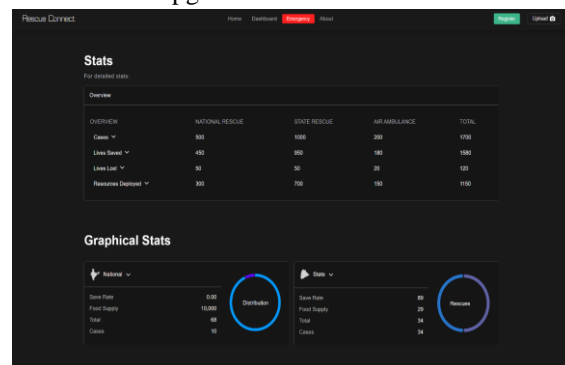 Rescue Connect Home Dashboard Emergency About Register Upload
Stats
For detailed stats:
Overview
OVERVIEW NATIONAL RESCUE STATE RESCUE AIR AMBULANCE TOTAL
Cases 500 1000 200 1700
Lives Saved 450 950 180 1580
Lives Lost 50 50 20 120
Resources Deployed 300 700 150 1150
Graphical Stats
National
Save Rate 0.00
Food Supply 10,000
Total 68
Cases 10
Distribution
State
Save Rate 89
Food Supply 29
Total 34
Cases 34
Rescues